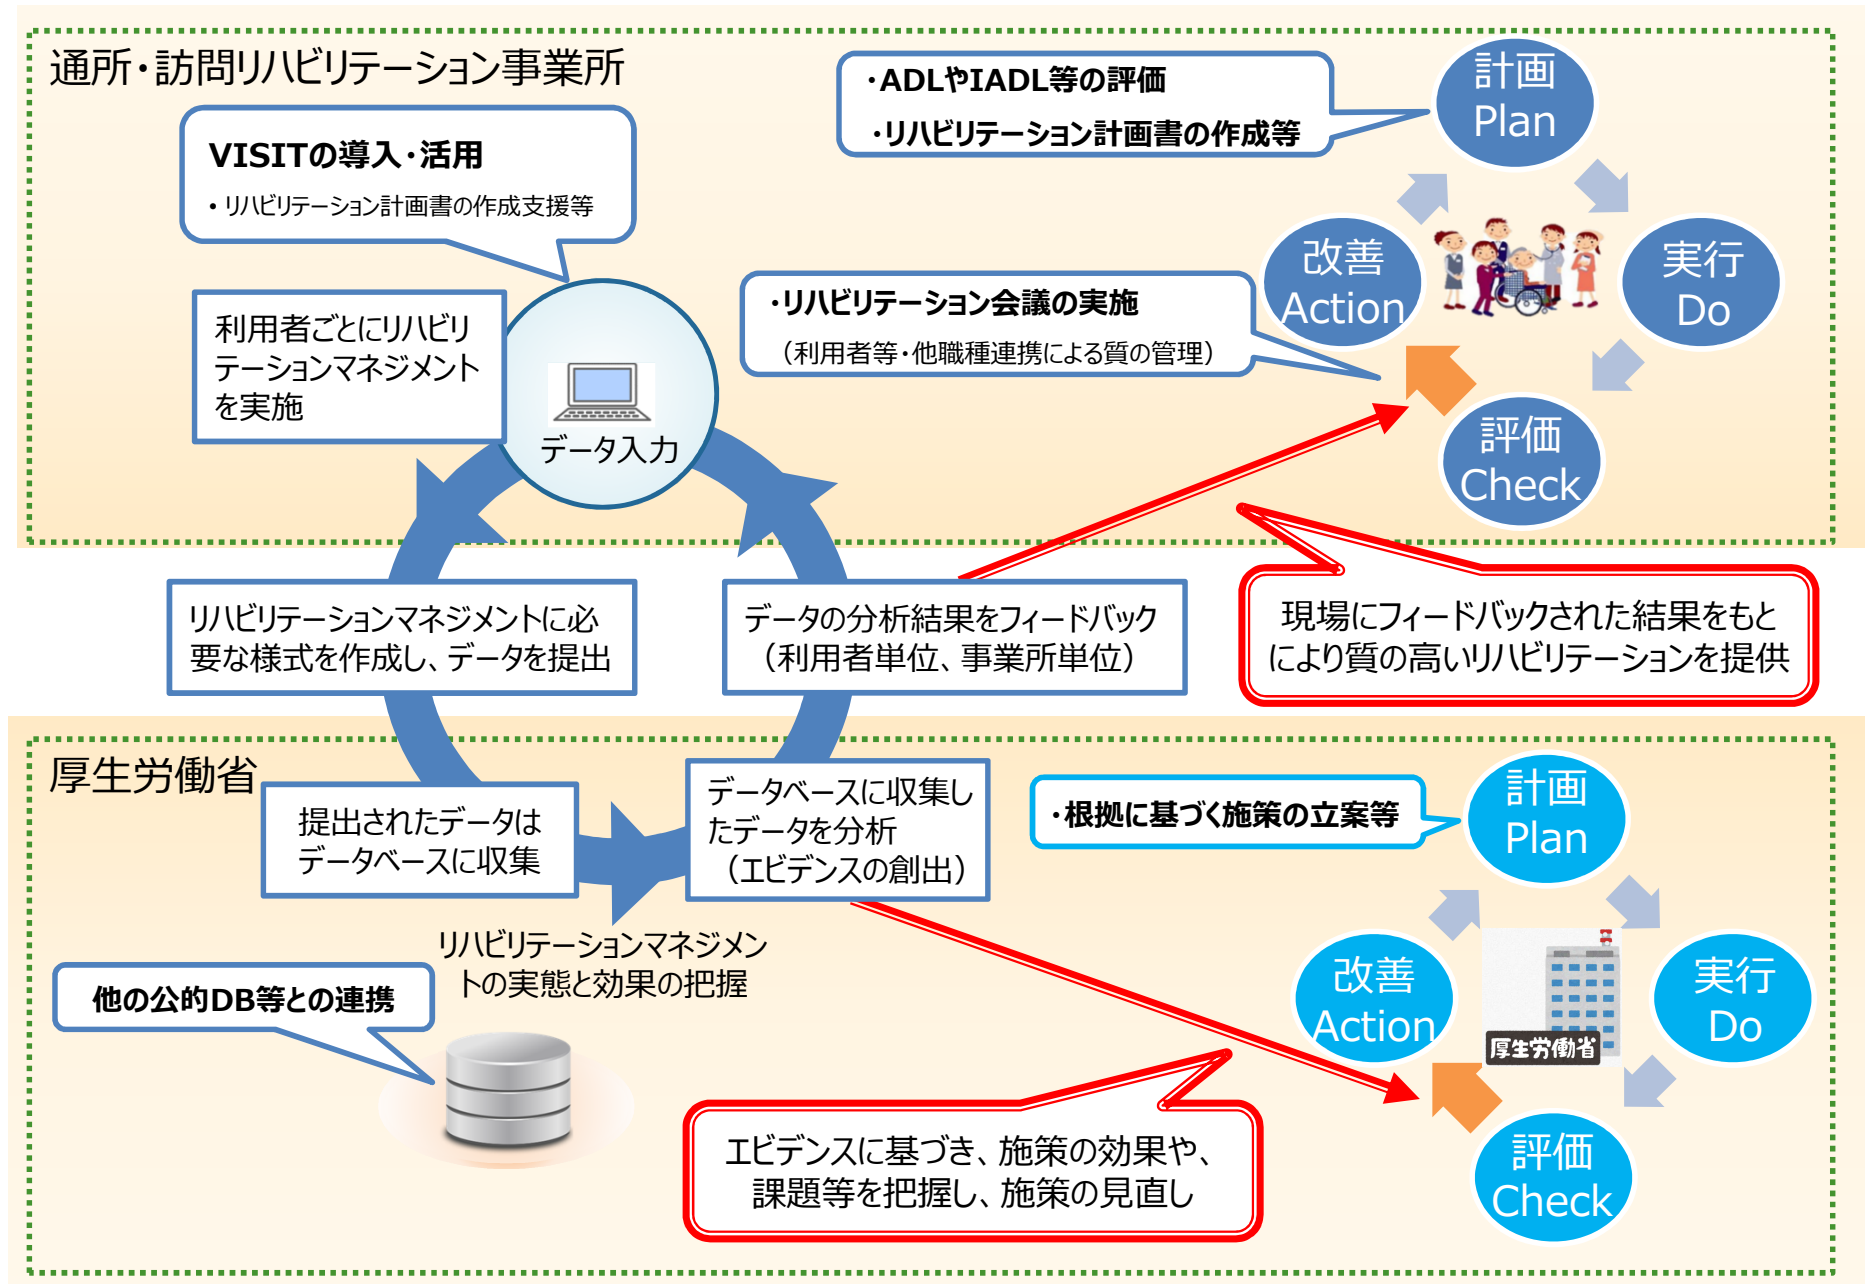 通所・訪問リハビリテーション事業所
VISITの導入・活用
・リハビリテーション計画書の作成支援等
・ADLやIADL等の評価
・リハビリテーション計画書の作成等
計画
Plan
実行
Do
評価
Check
改善
Action
・リハビリテーション会議の実施
（利用者等・他職種連携による質の管理）
利用者ごとにリハビリ
テーションマネジメント
を実施
データ入力
リハビリテーションマネジメントに必
要な様式を作成し、データを提出
データの分析結果をフィードバック
（利用者単位、事業所単位）
現場にフィードバックされた結果をもと
により質の高いリハビリテーションを提供
厚生労働省
提出されたデータは
データベースに収集
データベースに収集し
たデータを分析
（エビデンスの創出）
リハビリテーションマネジメン
トの実態と効果の把握
他の公的DB等との連携
・根拠に基づく施策の立案等
計画
Plan
実行
Do
評価
Check
改善
Action
厚生労働省
エビデンスに基づき、施策の効果や、
課題等を把握し、施策の見直し